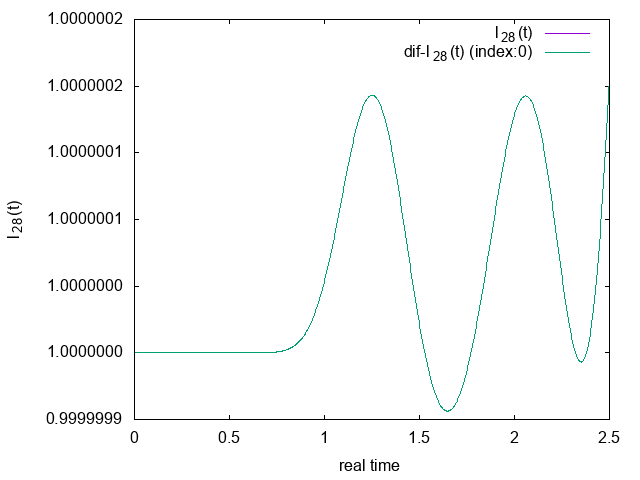 1.0000002
1.0000002
1.0000001
1.0000001
1.0000000
1.0000000
0.9999999
I28(t)
dif-I28(t) (index:0)
I28(t)
0 0.5 1 1.5 2 2.5
real time